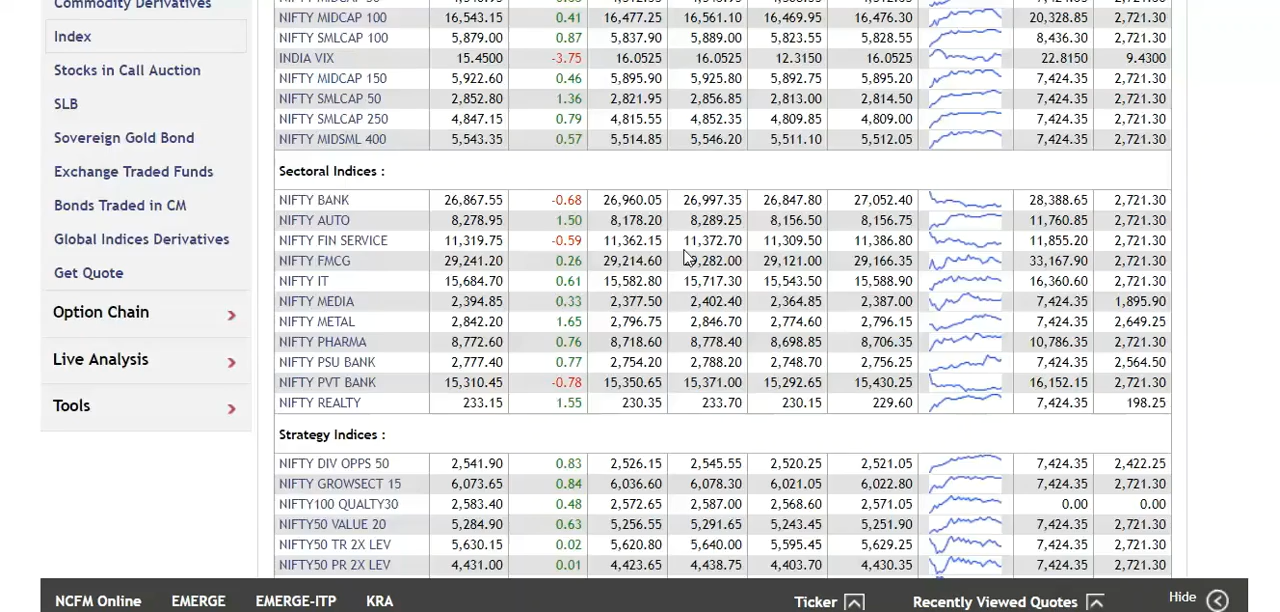 Commodity Derivatives
Index
Stocks in Call Auction
SLB
Sovereign Gold Bond
Exchange Traded Funds
Bonds Traded in CM
Global Indices Derivatives
Get Quote
Option Chain
Live Analysis
Tools
NIFTY MIDCAP 100 16,543.15 0.41 16,477.25 16,561.10 16,469.95 16,476.30 20,328.85 2,721.30
NIFTY SMLCAP 100 5,879.00 0.87 5,837.90 5,889.00 5,823.55 5,828.55 8,436.30 2,721.30
INDIA VIX 15.4500 -3.75 16.0525 16.0525 12.3150 16.0525 22.8150 9.4300
NIFTY MIDCAP 150 5,922.60 0.46 5,895.90 5,925.80 5,892.75 5,895.20 7,424.35 2,721.30
NIFTY SMLCAP 50 2,852.80 1.36 2,821.95 2,856.85 2,813.00 2,814.50 7,424.35 2,721.30
NIFTY SMLCAP 250 4,847.15 0.79 4,815.55 4,852.35 4,809.85 4,809.00 7,424.35 2,721.30
NIFTY MIDSML 400 5,543.35 0.57 5,514.85 5,546.20 5,511.10 5,512.05 7,424.35 2,721.30
Sectoral Indices :
NIFTY BANK 26,867.55 -0.68 26,960.05 26,997.35 26,847.80 27,052.40 28,388.65 2,721.30
NIFTY AUTO 8,278.95 1.50 8,178.20 8,289.25 8,156.50 8,156.75 11,760.85 2,721.30
NIFTY FIN SERVICE 11,319.75 -0.59 11,362.15 11,372.70 11,309.50 11,386.80 11,855.20 2,721.30
NIFTY FMCG 29,241.20 0.26 29,214.60 29,282.00 29,121.00 29,166.35 33,167.90 2,721.30
NIFTY IT 15,684.70 0.61 15,582.80 15,717.30 15,543.50 15,588.90 16,360.60 2,721.30
NIFTY MEDIA 2,394.85 0.33 2,377.50 2,402.40 2,364.85 2,387.00 7,424.35 1,895.90
NIFTY METAL 2,842.20 1.65 2,796.75 2,846.70 2,774.60 2,796.15 7,424.35 2,649.25
NIFTY PHARMA 8,772.60 0.76 8,718.60 8,778.40 8,698.85 8,706.35 10,786.35 2,721.30
NIFTY PSU BANK 2,777.40 0.77 2,754.20 2,788.20 2,748.70 2,756.25 7,424.35 2,564.50
NIFTY PVT BANK 15,310.45 -0.78 15,350.65 15,371.00 15,292.65 15,430.25 16,152.15 2,721.30
NIFTY REALTY 233.15 1.55 230.35 233.70 230.15 229.60 7,424.35 198.25
Strategy Indices :
NIFTY DIV OPPS 50 2,541.90 0.83 2,526.15 2,545.55 2,520.25 2,521.05 7,424.35 2,422.25
NIFTY GROWSECT 15 6,073.65 0.84 6,036.60 6,078.30 6,021.05 6,022.80 7,424.35 2,721.30
NIFTY100 QUALTY30 2,583.40 0.48 2,572.65 2,587.00 2,568.60 2,571.05 0.00 0.00
NIFTY50 VALUE 20 5,284.90 0.63 5,256.55 5,291.65 5,243.45 5,251.90 7,424.35 2,721.30
NIFTY50 TR 2X LEV 5,630.15 0.02 5,620.80 5,640.00 5,595.45 5,629.25 7,424.35 2,721.30
NIFTY50 PR 2X LEV 4,431.00 0.01 4,423.65 4,438.75 4,403.70 4,430.35 7,424.35 2,721.30
NCFM Online EMERGE EMERGE-ITP KRA Ticker Recently Viewed Quotes Hide